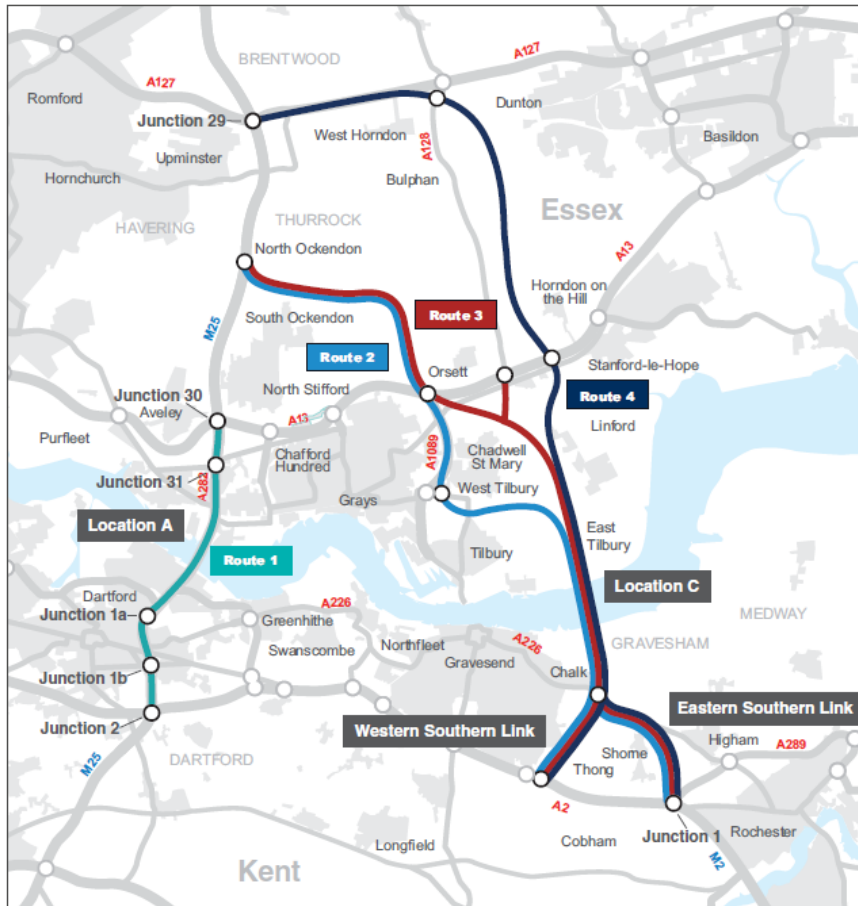 BRENTWOOD
A127
A127
Romford
Dunton
Junction 29
West Horndon
Basildon
Upminster
A128
Hornchurch
Bulphan
Essex
HAVERING
THURROCK
North Ockendon
A13
Horndon on
the Hill
M25
South Ockendon
Route 3
Route 2
Orsett
Stanford-le-Hope
Junction 30
North Stifford
Route 4
Aveley
A13
Linford
Purfleet
Chafford
Hundred
A1089
Chadwell
St Mary
Junction 31
A282
Grays
West Tilbury
Location A
East
Tilbury
Route 1
Tilbury
Location C
Dartford
A226
MEDWAY
Junction 1a
Greenhithe
Northfleet
A226
GRAVESHAM
Swanscombe
Gravesend
Junction 1b
Chalk
Eastern Southern Link
Junction 2
Western Southern Link
Higham
A289
Shorne
DARTFORD
Thong
M25
A2
Junction 1
Rochester
Longfield
Cobham
M2
Kent